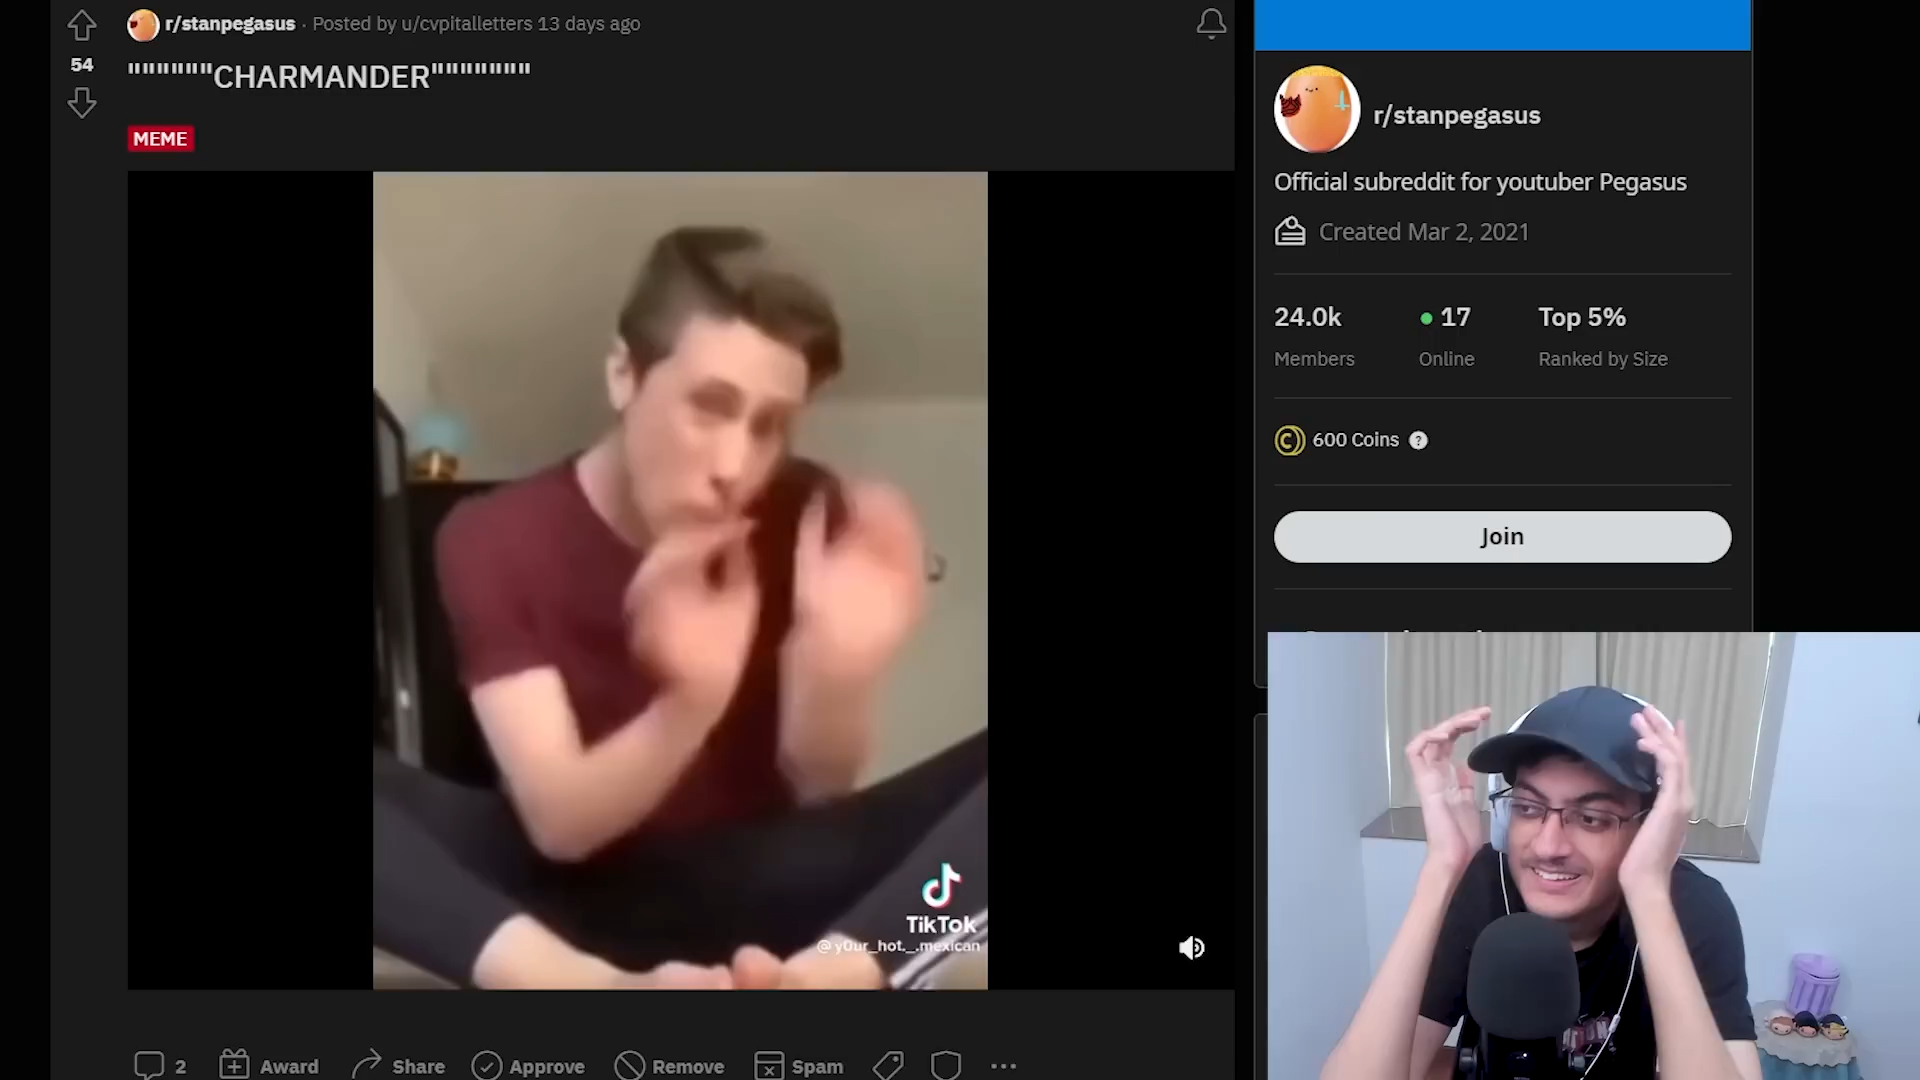 r/stanpegasus · Posted by u/cvpitalletters 13 days ago
54
""""""CHARMANDER"""""""
MEME
TikTok
@y0ur_hot._.mexican
2 Award Share Approve Remove Spam
r/stanpegasus
Official subreddit for youtuber Pegasus
Created Mar 2, 2021
24.0k 17 Top 5%
Members Online Ranked by Size
600 Coins
Join